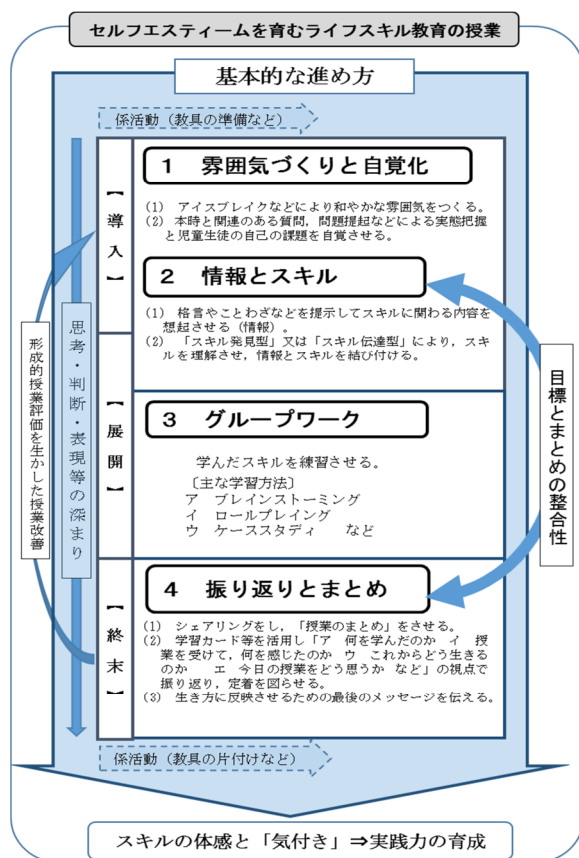 セルフエスティームを育むライフスキル教育の授業
基本的な進め方
係活動（教具の準備など）
【導入】
1 雰囲気づくりと自覚化
(1) アイスブレイクなどにより和やかな雰囲気をつくる。
(2) 本時と関連のある質問，問題提起などによる実態把握
と児童生徒の自己の課題を自覚させる。
2 情報とスキル
(1) 格言やことわざなどを提示してスキルに関わる内容を
想起させる（情報）。
(2) 「スキル発見型」又は「スキル伝達型」により，スキ
ルを理解させ，情報とスキルを結び付ける。
【展開】
3 グループワーク
学んだスキルを練習させる。
〔主な学習方法〕
ア ブレインストーミング
イ ロールプレイング
ウ ケーススタディ など
【終末】
4 振り返りとまとめ
(1) シェアリングをし，「授業のまとめ」をさせる。
(2) 学習カード等を活用し「ア 何を学んだのか イ 授
業を受けて，何を感じたのか ウ これからどう生きる
のか エ 今日の授業をどう思うか など」の視点で
振り返り，定着を図らせる。
(3) 生き方に反映させるための最後のメッセージを伝える。
係活動（教具の片付けなど）
思考・判断・表現等の深まり
形成的授業評価を生かした授業改善
目標とまとめの整合性
スキルの体感と「気付き」⇒実践力の育成